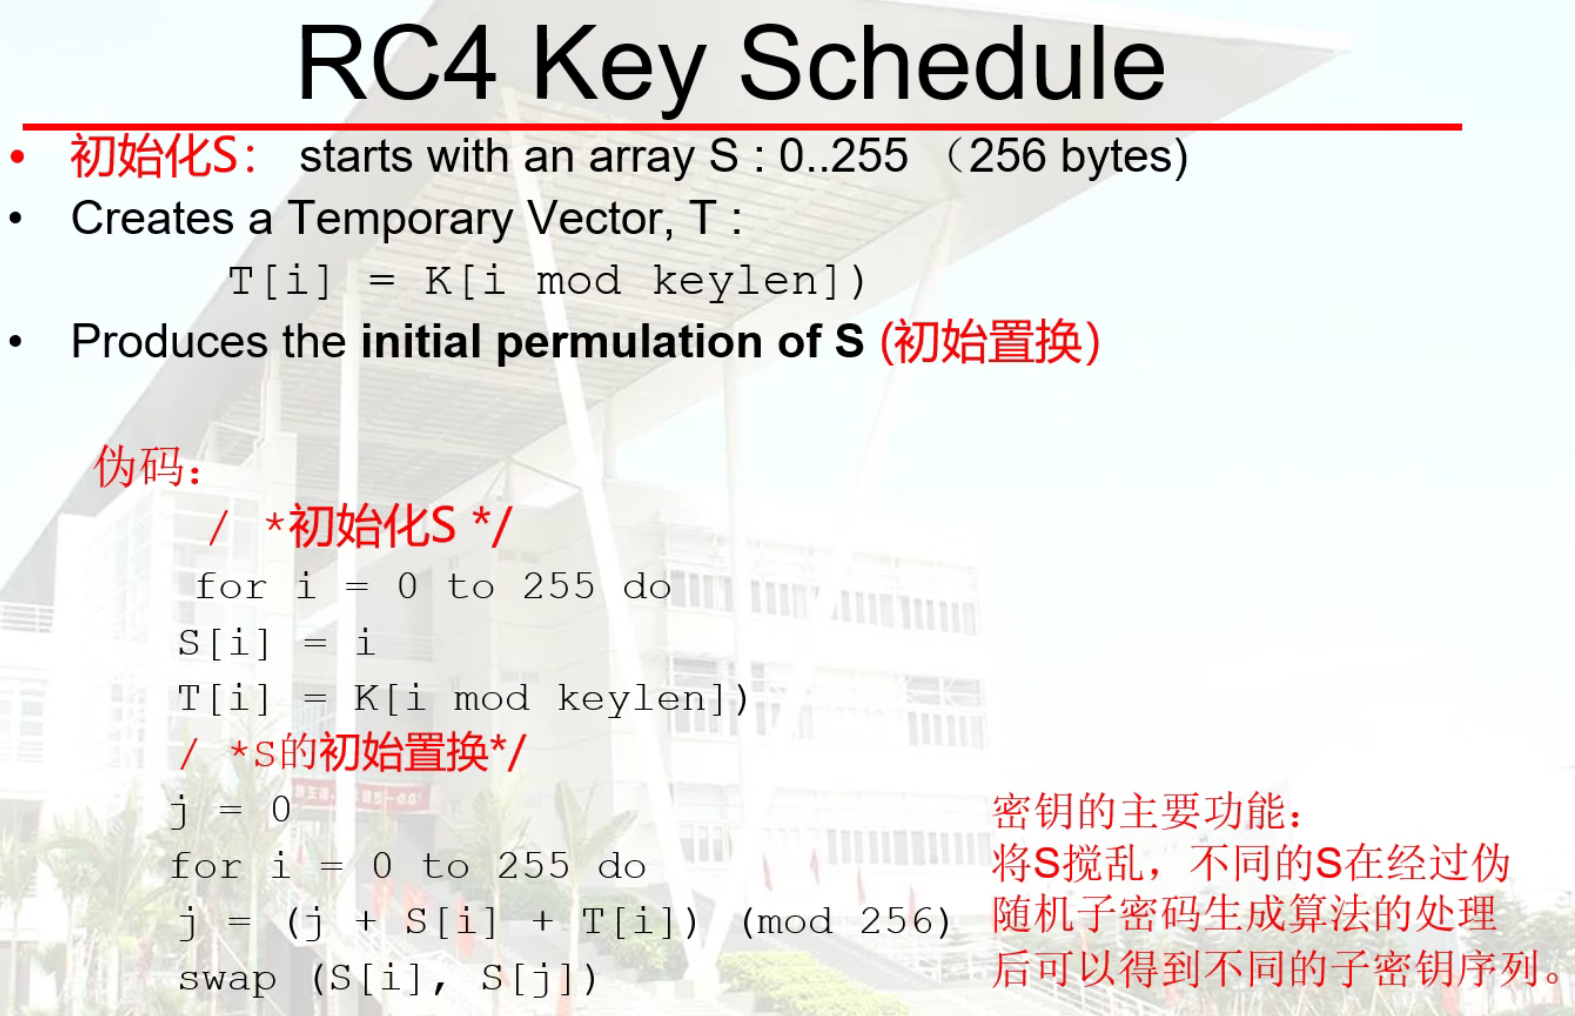 RC4 Key Schedule
• 初始化S： starts with an array S : 0..255 （256 bytes)
• Creates a Temporary Vector, T :
T[i] = K[i mod keylen])
• Produces the initial permulation of S (初始置换）
伪码：
/ *初始化S */
for i = 0 to 255 do
S[i] = i
T[i] = K[i mod keylen])
/ *S的初始置换*/
j = 0
for i = 0 to 255 do
j = (j + S[i] + T[i]) (mod 256)
swap (S[i], S[j])
密钥的主要功能：
将S搅乱，不同的S在经过伪
随机子密码生成算法的处理
后可以得到不同的子密钥序列。